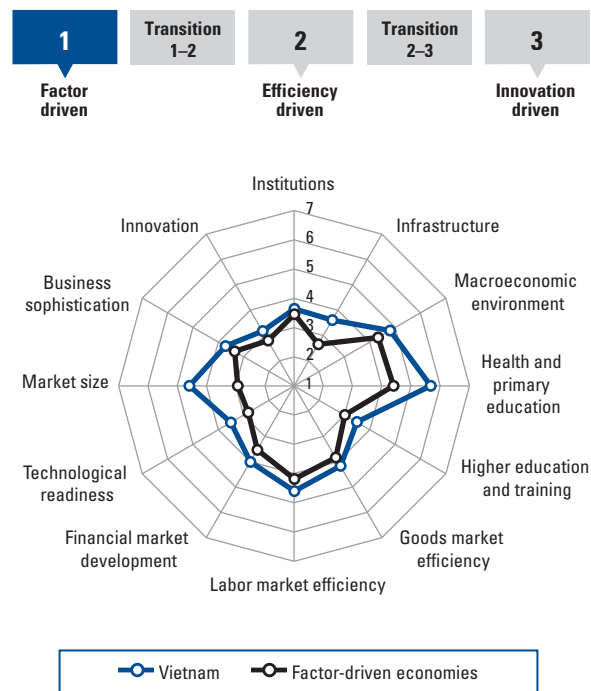 1
Transition
1–2
2
Transition
2–3
3
Factor
driven
Efficiency
driven
Innovation
driven
Institutions
7
Innovation
Infrastructure
6
5
Business
sophistication
Macroeconomic
environment
4
3
2
Market size
1
Health and
primary
education
Technological
readiness
Higher education
and training
Financial market
development
Goods market
efficiency
Labor market efficiency
Vietnam
Factor-driven economies